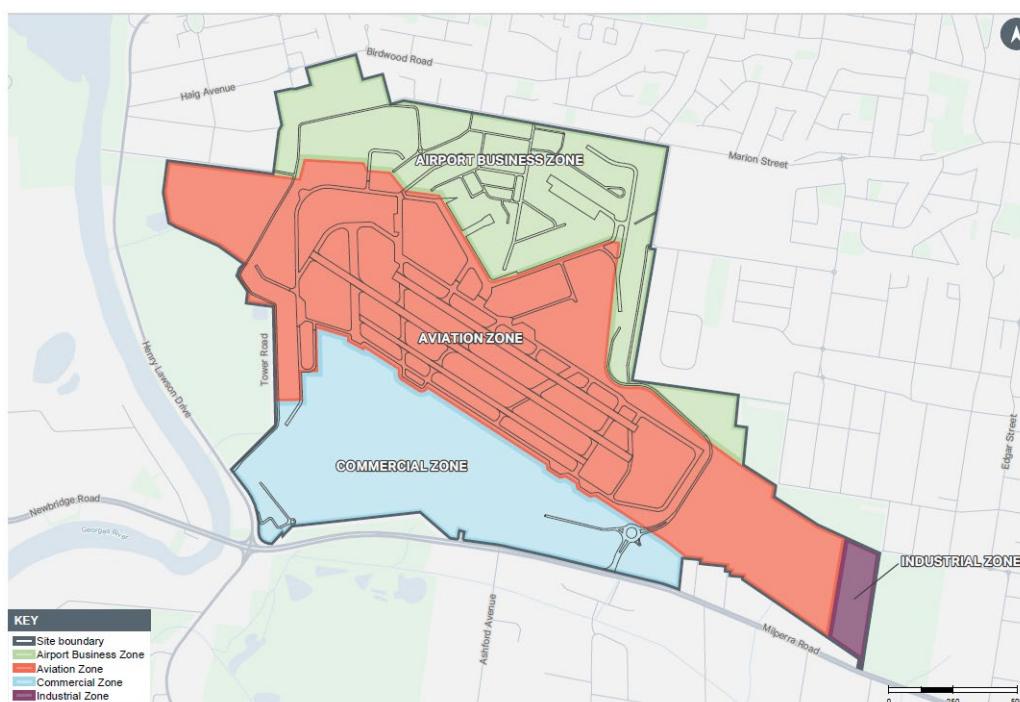 Birdwood Road
Haig Avenue
AIRPORT BUSINESS ZONE
Marion Street
AVIATION ZONE
Tower Road
Henry Lawson Drive
COMMERCIAL ZONE
Edgar Street
Newbridge Road
Georges River
INDUSTRIAL ZONE
Ashford Avenue
Milperra Road
KEY
Site boundary
Airport Business Zone
Aviation Zone
Commercial Zone
Industrial Zone